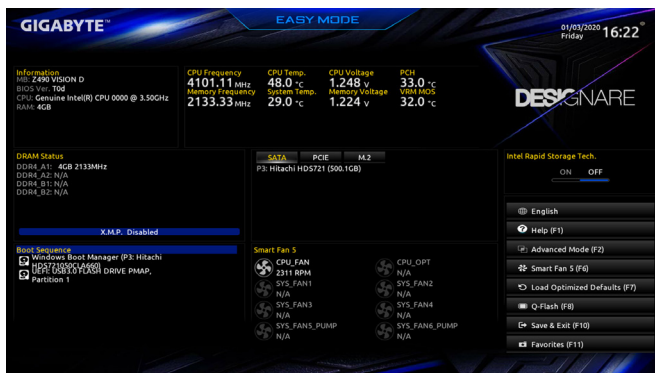 GIGABYTE™
EASY MODE
01/03/2020
Friday
16:22
Information
MB: Z490 VISION D
BIOS Ver. T0d
CPU: Genuine Intel(R) CPU 0000 @ 3.50GHz
RAM: 4GB
CPU Frequency
4101.11 MHz
CPU Temp.
48.0 °C
CPU Voltage
1.248 V
PCH
33.0 °C
Memory Frequency
2133.33 MHz
System Temp.
29.0 °C
Memory Voltage
1.224 V
VRM MOS
32.0 °C
DESIGNARE
DRAM Status
DDR4_A1: 4GB 2133MHz
DDR4_A2: N/A
DDR4_B1: N/A
DDR4_B2: N/A
X.M.P. Disabled
SATA PCIE M.2
P3: Hitachi HDS721 (500.1GB)
Intel Rapid Storage Tech.
ON OFF
Boot Sequence
Windows Boot Manager (P3: Hitachi
HDS721050CLA660)
UEFI: USB3.0 FLASH DRIVE PMAP,
Partition 1
Smart Fan 5
CPU_FAN
2311 RPM
CPU_OPT
N/A
SYS_FAN1
N/A
SYS_FAN2
N/A
SYS_FAN3
N/A
SYS_FAN4
N/A
SYS_FAN5_PUMP
N/A
SYS_FAN6_PUMP
N/A
English
Help (F1)
Advanced Mode (F2)
Smart Fan 5 (F6)
Load Optimized Defaults (F7)
Q-Flash (F8)
Save & Exit (F10)
Favorites (F11)